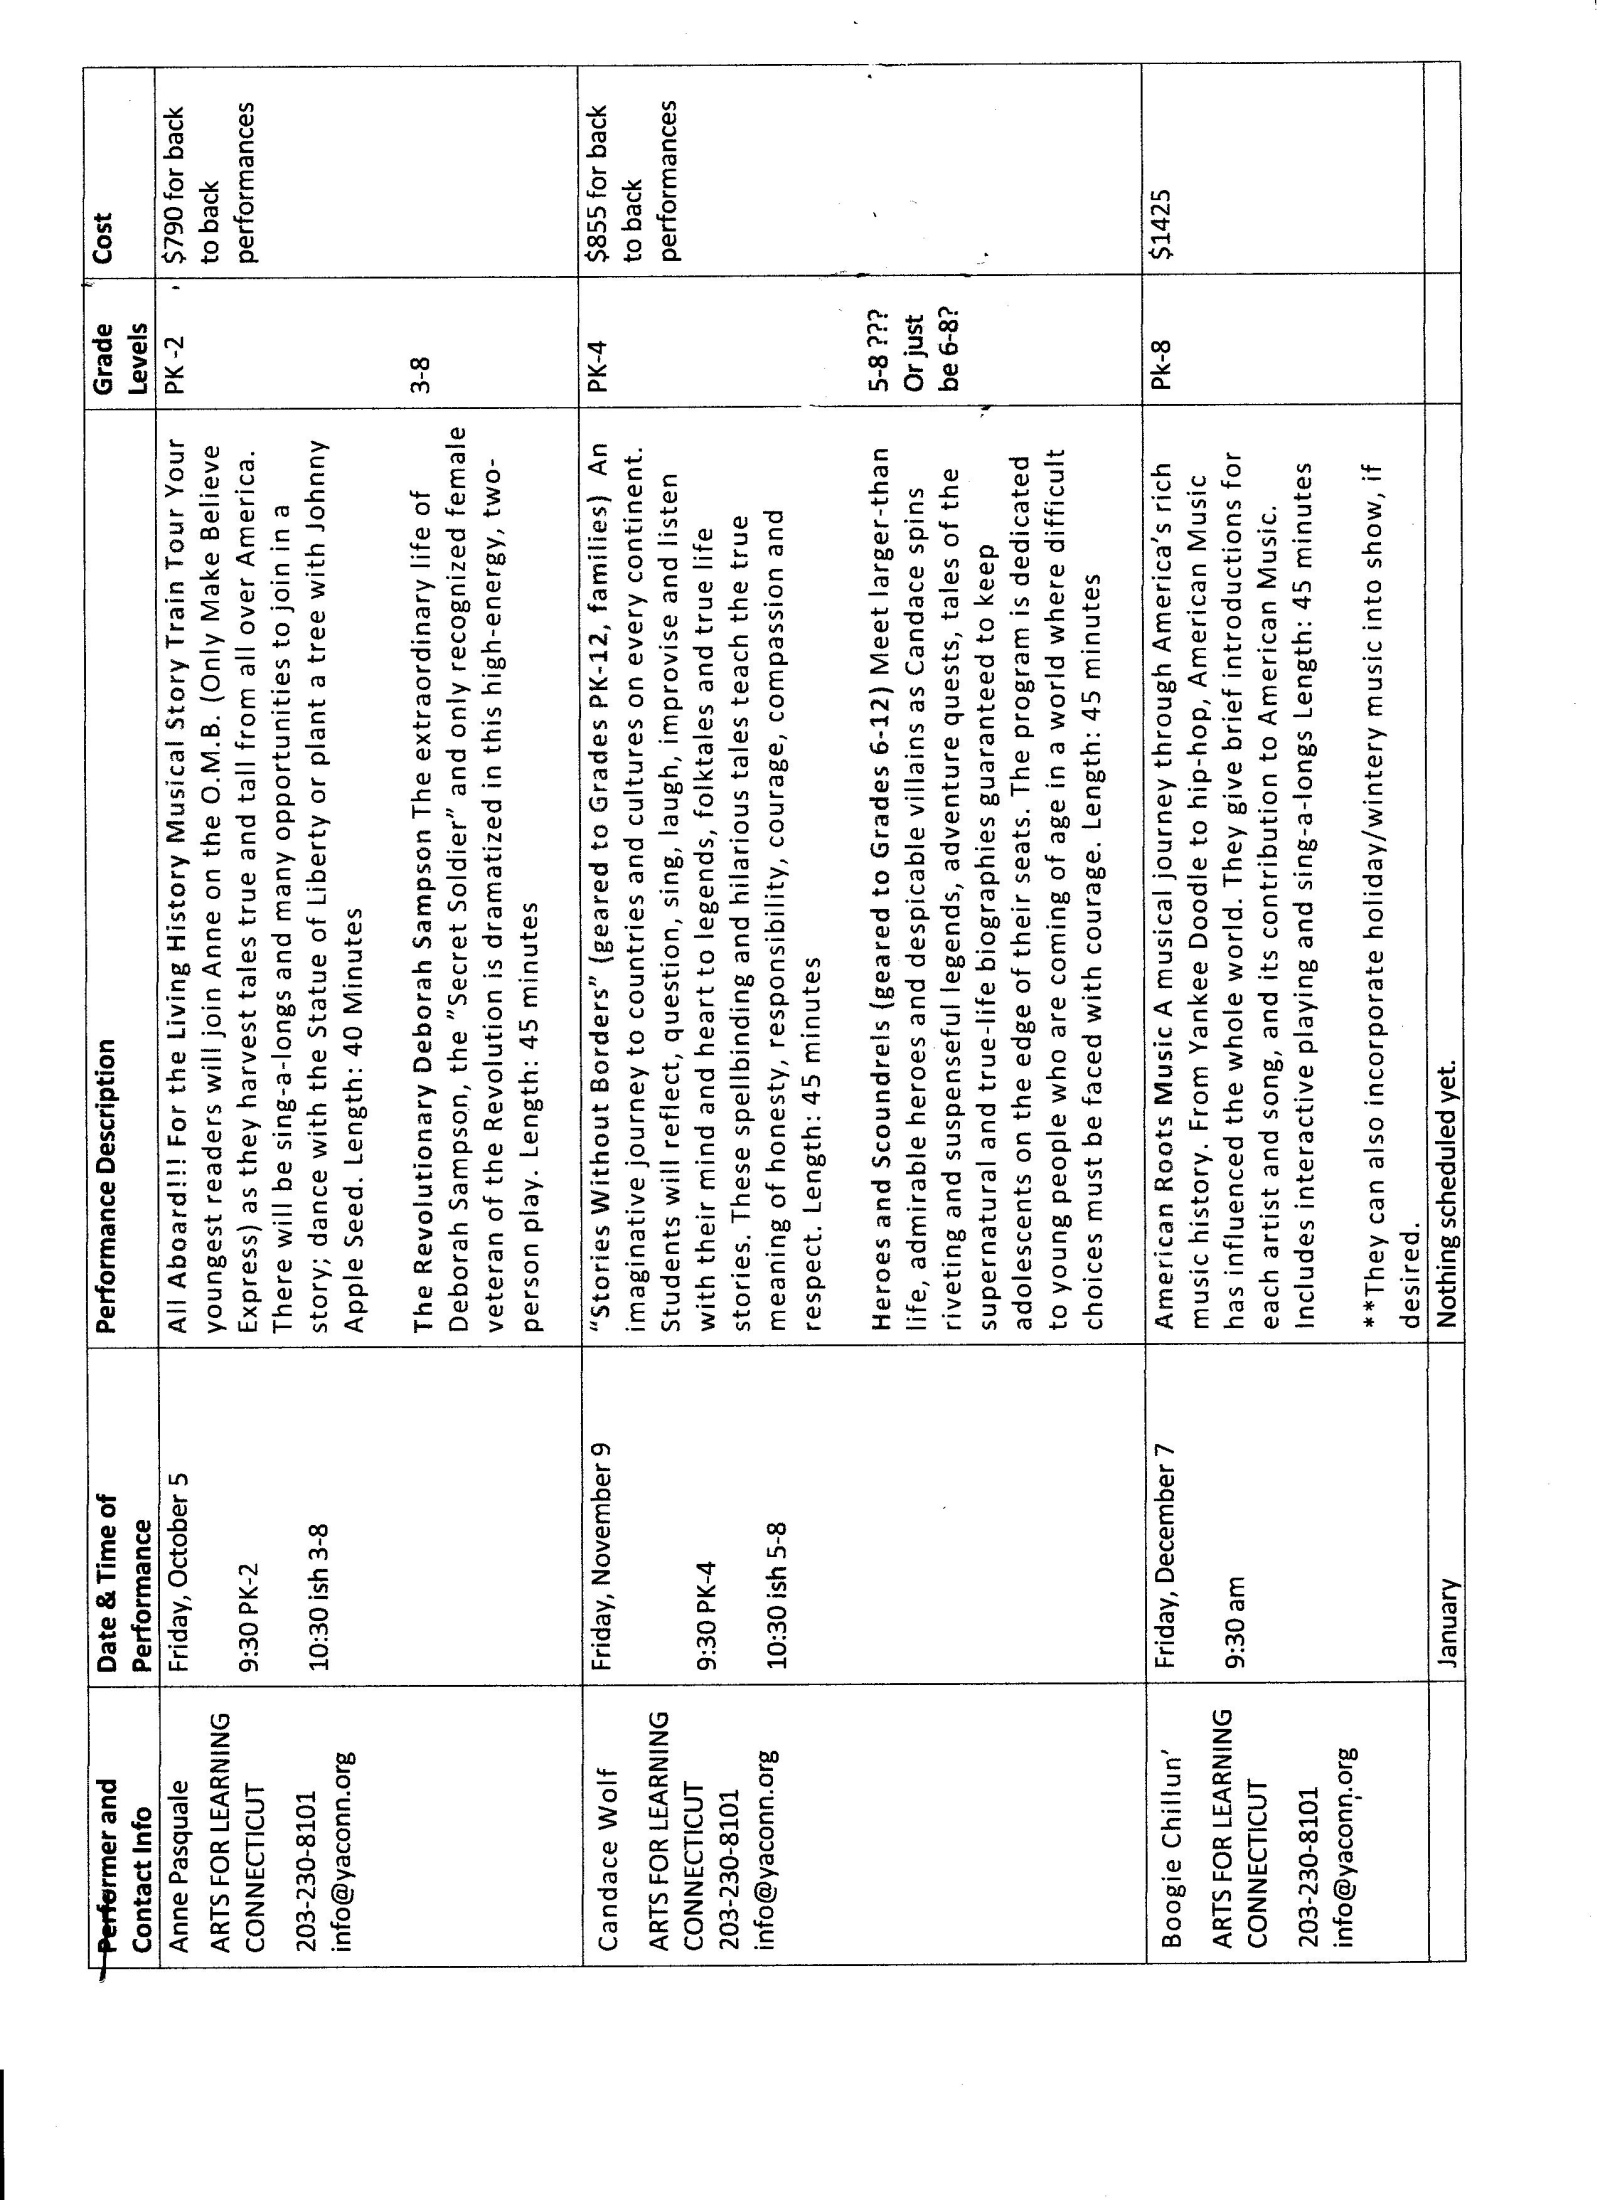 Performer and
Contact Info
Date & Time of
Performance
Performance Description
Grade
Levels
Cost
Anne Pasquale
ARTS FOR LEARNING
CONNECTICUT
203-230-8101
info@yaconn.org
Friday, October 5
9:30 PK-2
10:30 ish 3-8
All Aboard!!! For the Living History Musical Story Train Tour Your
youngest readers will join Anne on the O.M.B. (Only Make Believe
Express) as they harvest tales true and tall from all over America.
There will be sing-a-longs and many opportunities to join in a
story; dance with the Statue of Liberty or plant a tree with Johnny
Apple Seed. Length: 40 Minutes
The Revolutionary Deborah Sampson The extraordinary life of
Deborah Sampson, the "Secret Soldier" and only recognized female
veteran of the Revolution is dramatized in this high-energy, two-
person play. Length: 45 minutes
PK -2
3-8
$790 for back
to back
performances
Candace Wolf
ARTS FOR LEARNING
CONNECTICUT
203-230-8101
info@yaconn.org
Friday, November 9
9:30 PK-4
10:30 ish 5-8
"Stories Without Borders" (geared to Grades PK-12, families) An
imaginative journey to countries and cultures on every continent.
Students will reflect, question, sing, laugh, improvise and listen
with their mind and heart to legends, folktales and true life
stories. These spellbinding and hilarious tales teach the true
meaning of honesty, responsibility, courage, compassion and
respect. Length: 45 minutes
Heroes and Scoundrels (geared to Grades 6-12) Meet larger-than
life, admirable heroes and despicable villains as Candace spins
riveting and suspenseful legends, adventure quests, tales of the
supernatural and true-life biographies guaranteed to keep
adolescents on the edge of their seats. The program is dedicated
to young people who are coming of age in a world where difficult
choices must be faced with courage. Length: 45 minutes
PK-4
5-8 ???
Or just
be 6-8?
$855 for back
to back
performances
Boogie Chillun'
ARTS FOR LEARNING
CONNECTICUT
203-230-8101
info@yaconn.org
Friday, December 7
9:30 am
American Roots Music A musical journey through America's rich
music history. From Yankee Doodle to hip-hop, American Music
has influenced the whole world. They give brief introductions for
each artist and song, and its contribution to American Music.
Includes interactive playing and sing-a-longs Length: 45 minutes
**They can also incorporate holiday/wintery music into show, if
desired.
Pk-8
$1425
January
Nothing scheduled yet.